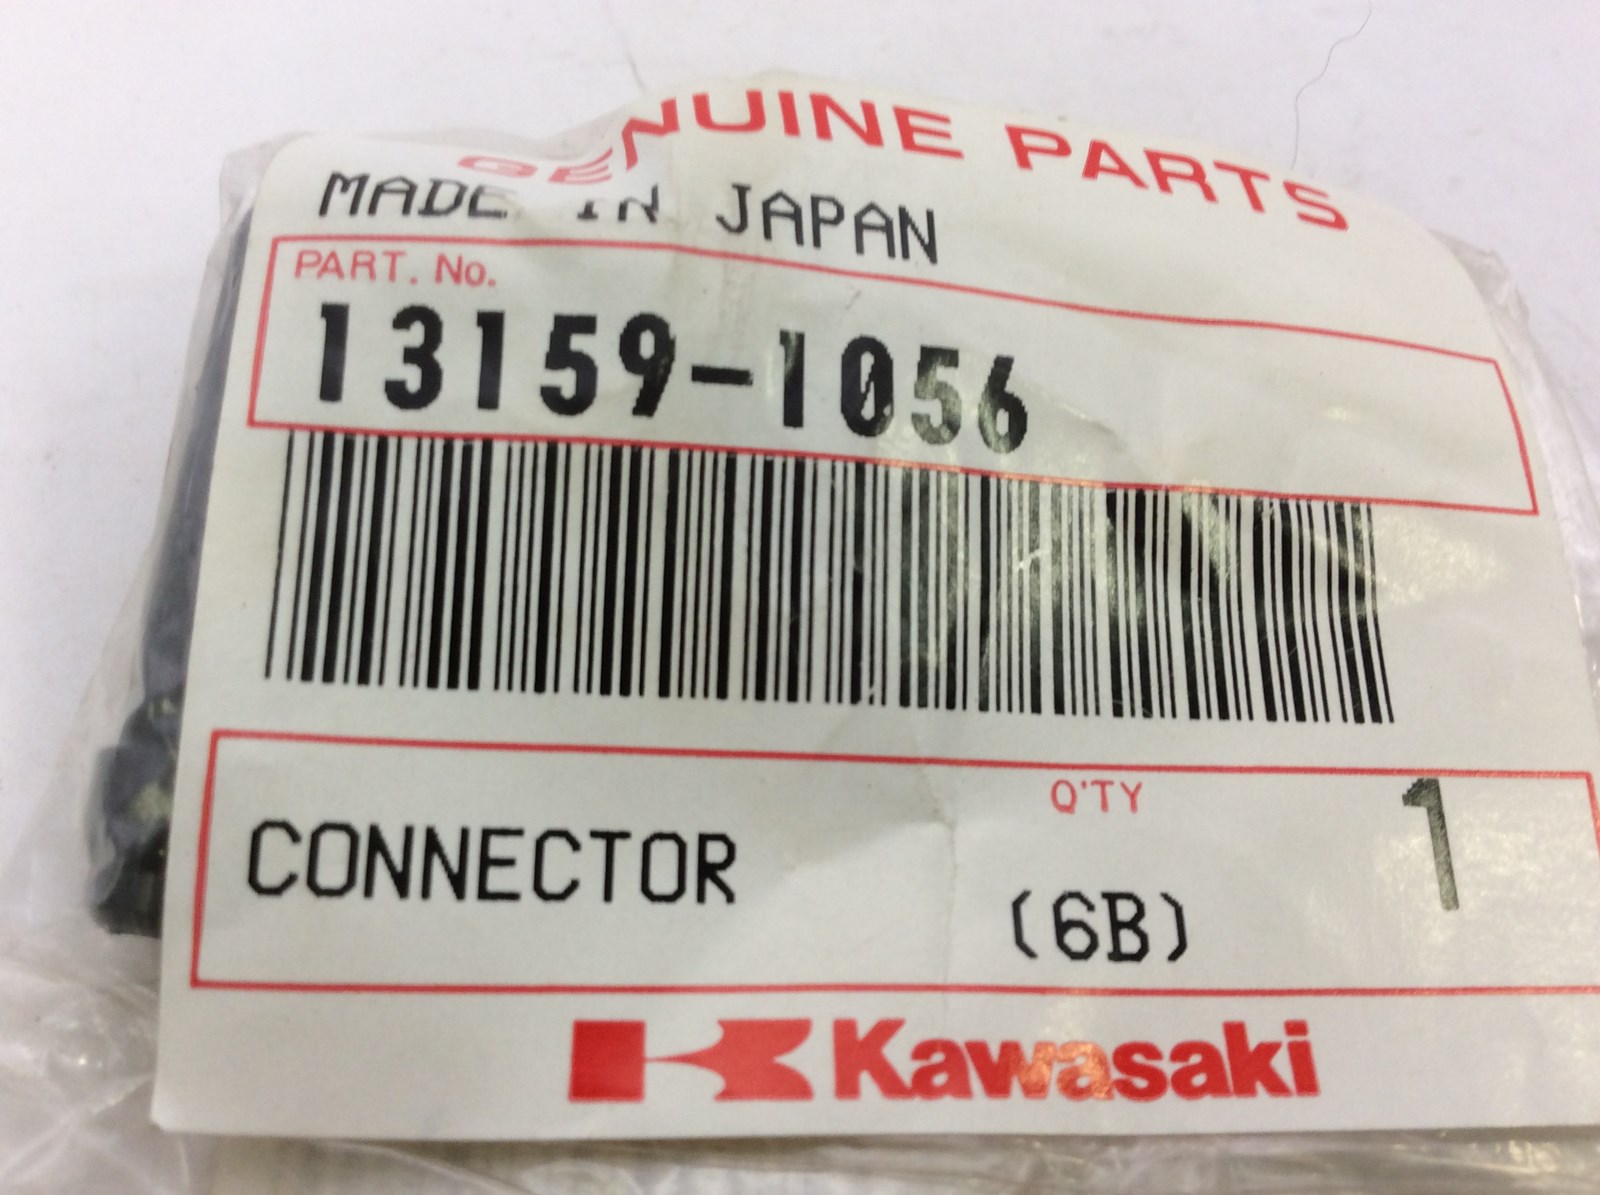 GENUINE PARTS
MADE IN JAPAN
PART. No.
13159-1056
Q'TY
1
CONNECTOR
(6B)
Kawasaki